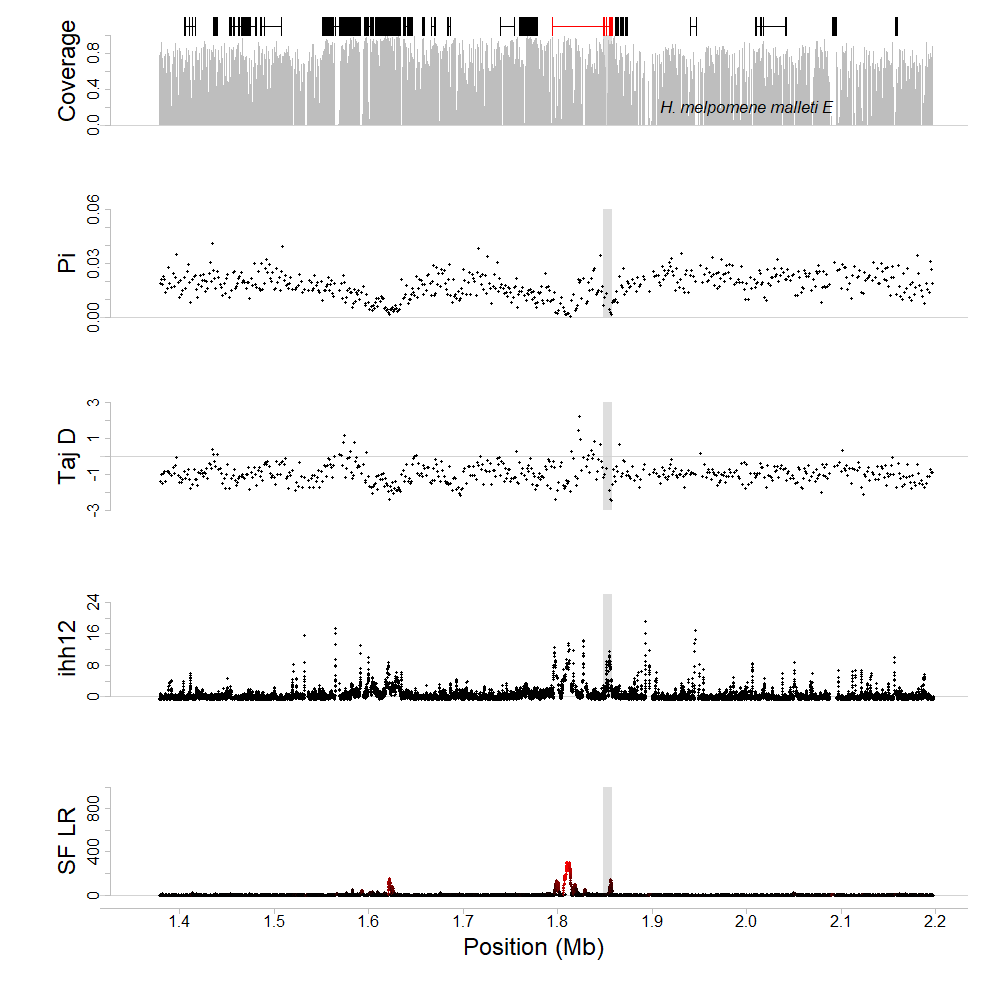 Coverage
0.0 0.4 0.8
H. melpomene malleti E
Pi
0.00 0.03 0.06
Taj D
-3 -1 1 3
ihh12
0 8 16 24
SF LR
0 400 800
1.4 1.5 1.6 1.7 1.8 1.9 2.0 2.1 2.2
Position (Mb)